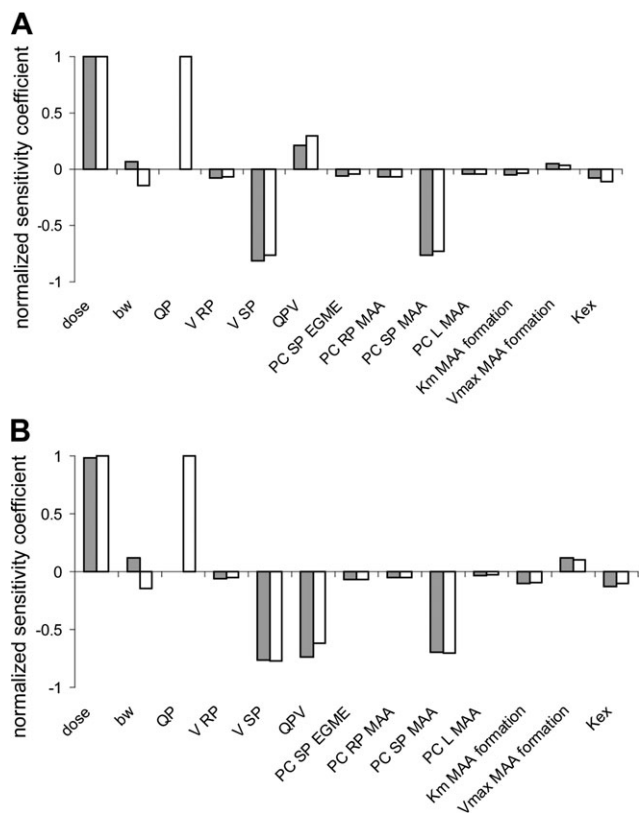 A
normalized sensitivity coefficient
1
0.5
0
-0.5
-1
dose
bw
QP
V RP
V SP
QPV
PC SP EGME
PC RP MAA
PC SP MAA
PC L MAA
Km MAA formation
Vmax MAA formation
Kex
B
normalized sensitivity coefficient
1
0.5
0
-0.5
-1
dose
bw
QP
V RP
V SP
QPV
PC SP EGME
PC RP MAA
PC SP MAA
PC L MAA
Km MAA formation
Vmax MAA formation
Kex